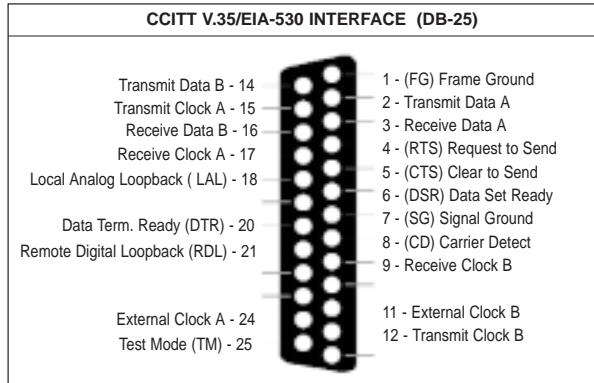 CCITT V.35/EIA-530 INTERFACE (DB-25)
Transmit Data B - 14
Transmit Clock A - 15
Receive Data B - 16
Receive Clock A - 17
Local Analog Loopback ( LAL) - 18
Data Term. Ready (DTR) - 20
Remote Digital Loopback (RDL) - 21
External Clock A - 24
Test Mode (TM) - 25
1 - (FG) Frame Ground
2 - Transmit Data A
3 - Receive Data A
4 - (RTS) Request to Send
5 - (CTS) Clear to Send
6 - (DSR) Data Set Ready
7 - (SG) Signal Ground
8 - (CD) Carrier Detect
9 - Receive Clock B
11 - External Clock B
12 - Transmit Clock B